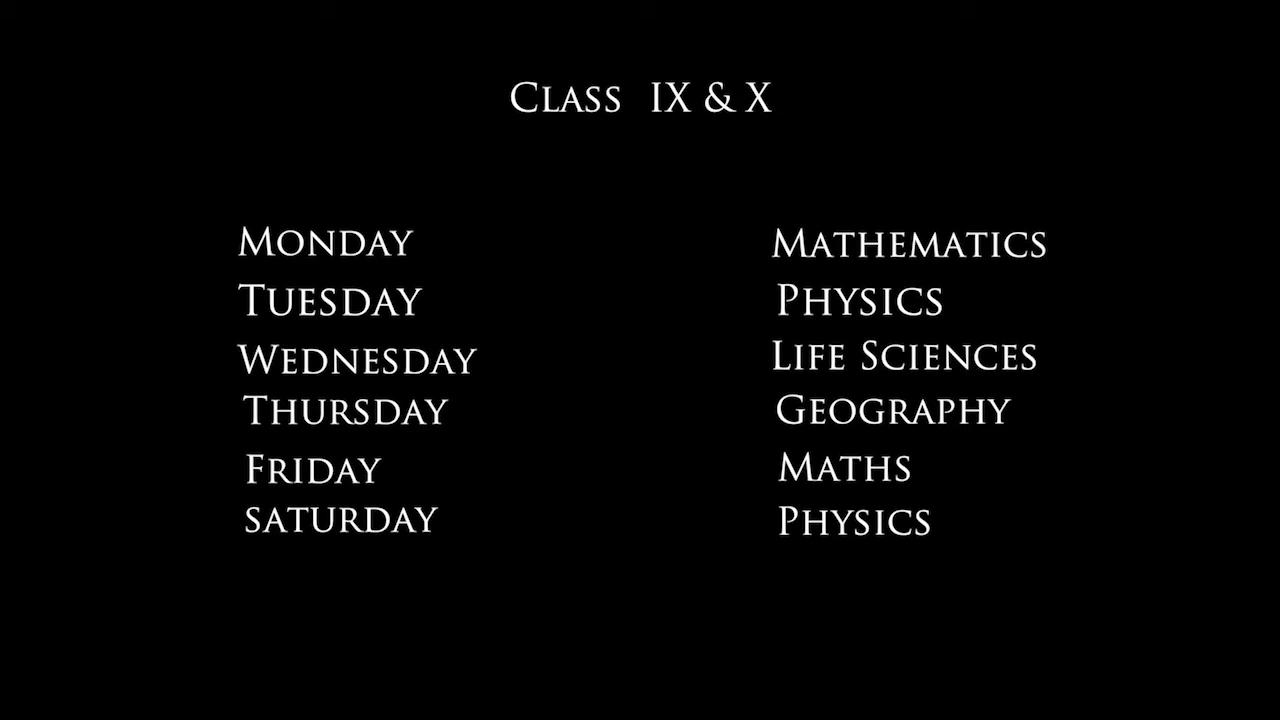 Class IX & X
Monday Mathematics
Tuesday Physics
Wednesday Life Sciences
Thursday Geography
Friday Maths
saturday Physics